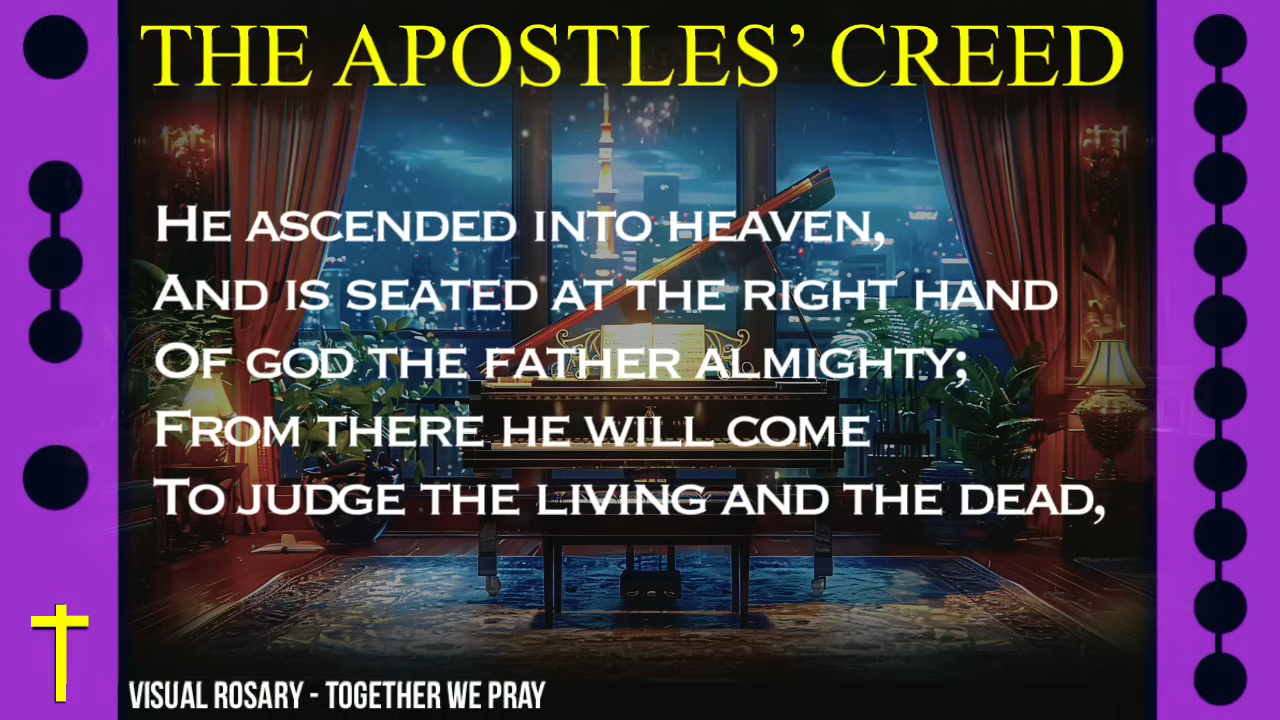 THE APOSTLES’ CREED
HE ASCENDED INTO HEAVEN,
AND IS SEATED AT THE RIGHT HAND
OF GOD THE FATHER ALMIGHTY;
FROM THERE HE WILL COME
TO JUDGE THE LIVING AND THE DEAD,
VISUAL ROSARY - TOGETHER WE PRAY